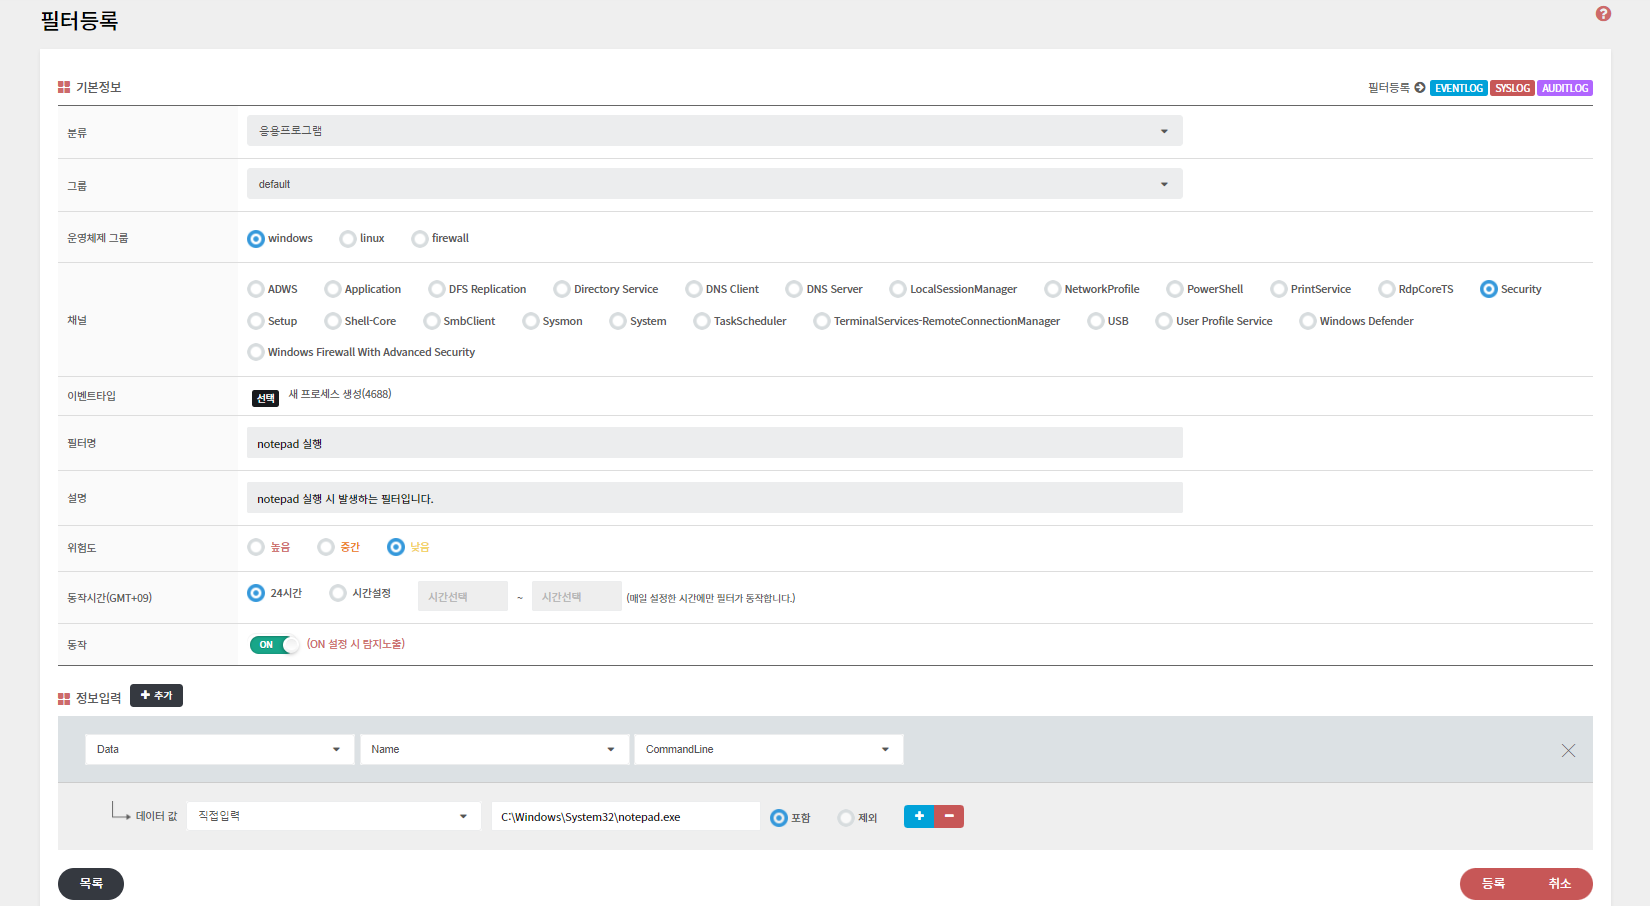 필터등록
기본정보
필터등록 EVENTLOG SYSLOG AUDITLOG
분류 응용프로그램
그룹 default
운영체제 그룹 windows linux firewall
채널
ADWS Application DFS Replication Directory Service DNS Client DNS Server LocalSessionManager NetworkProfile PowerShell PrintService RdpCoreTS Security
Setup Shell-Core SmbClient Sysmon System TaskScheduler TerminalServices-RemoteConnectionManager USB User Profile Service Windows Defender
Windows Firewall With Advanced Security
이벤트타입 선택 새 프로세스 생성(4688)
필터명 notepad 실행
설명 notepad 실행 시 발생하는 필터입니다.
위험도 높음 중간 낮음
동작시간(GMT+09) 24시간 시간설정 시간선택 ~ 시간선택 (매일 설정한 시간에만 필터가 동작합니다.)
동작 ON (ON 설정 시 탐지노출)
정보입력 + 추가
Data Name CommandLine
데이터 값 직접입력 C:\Windows\System32\notepad.exe 포함 제외
목록 등록 취소